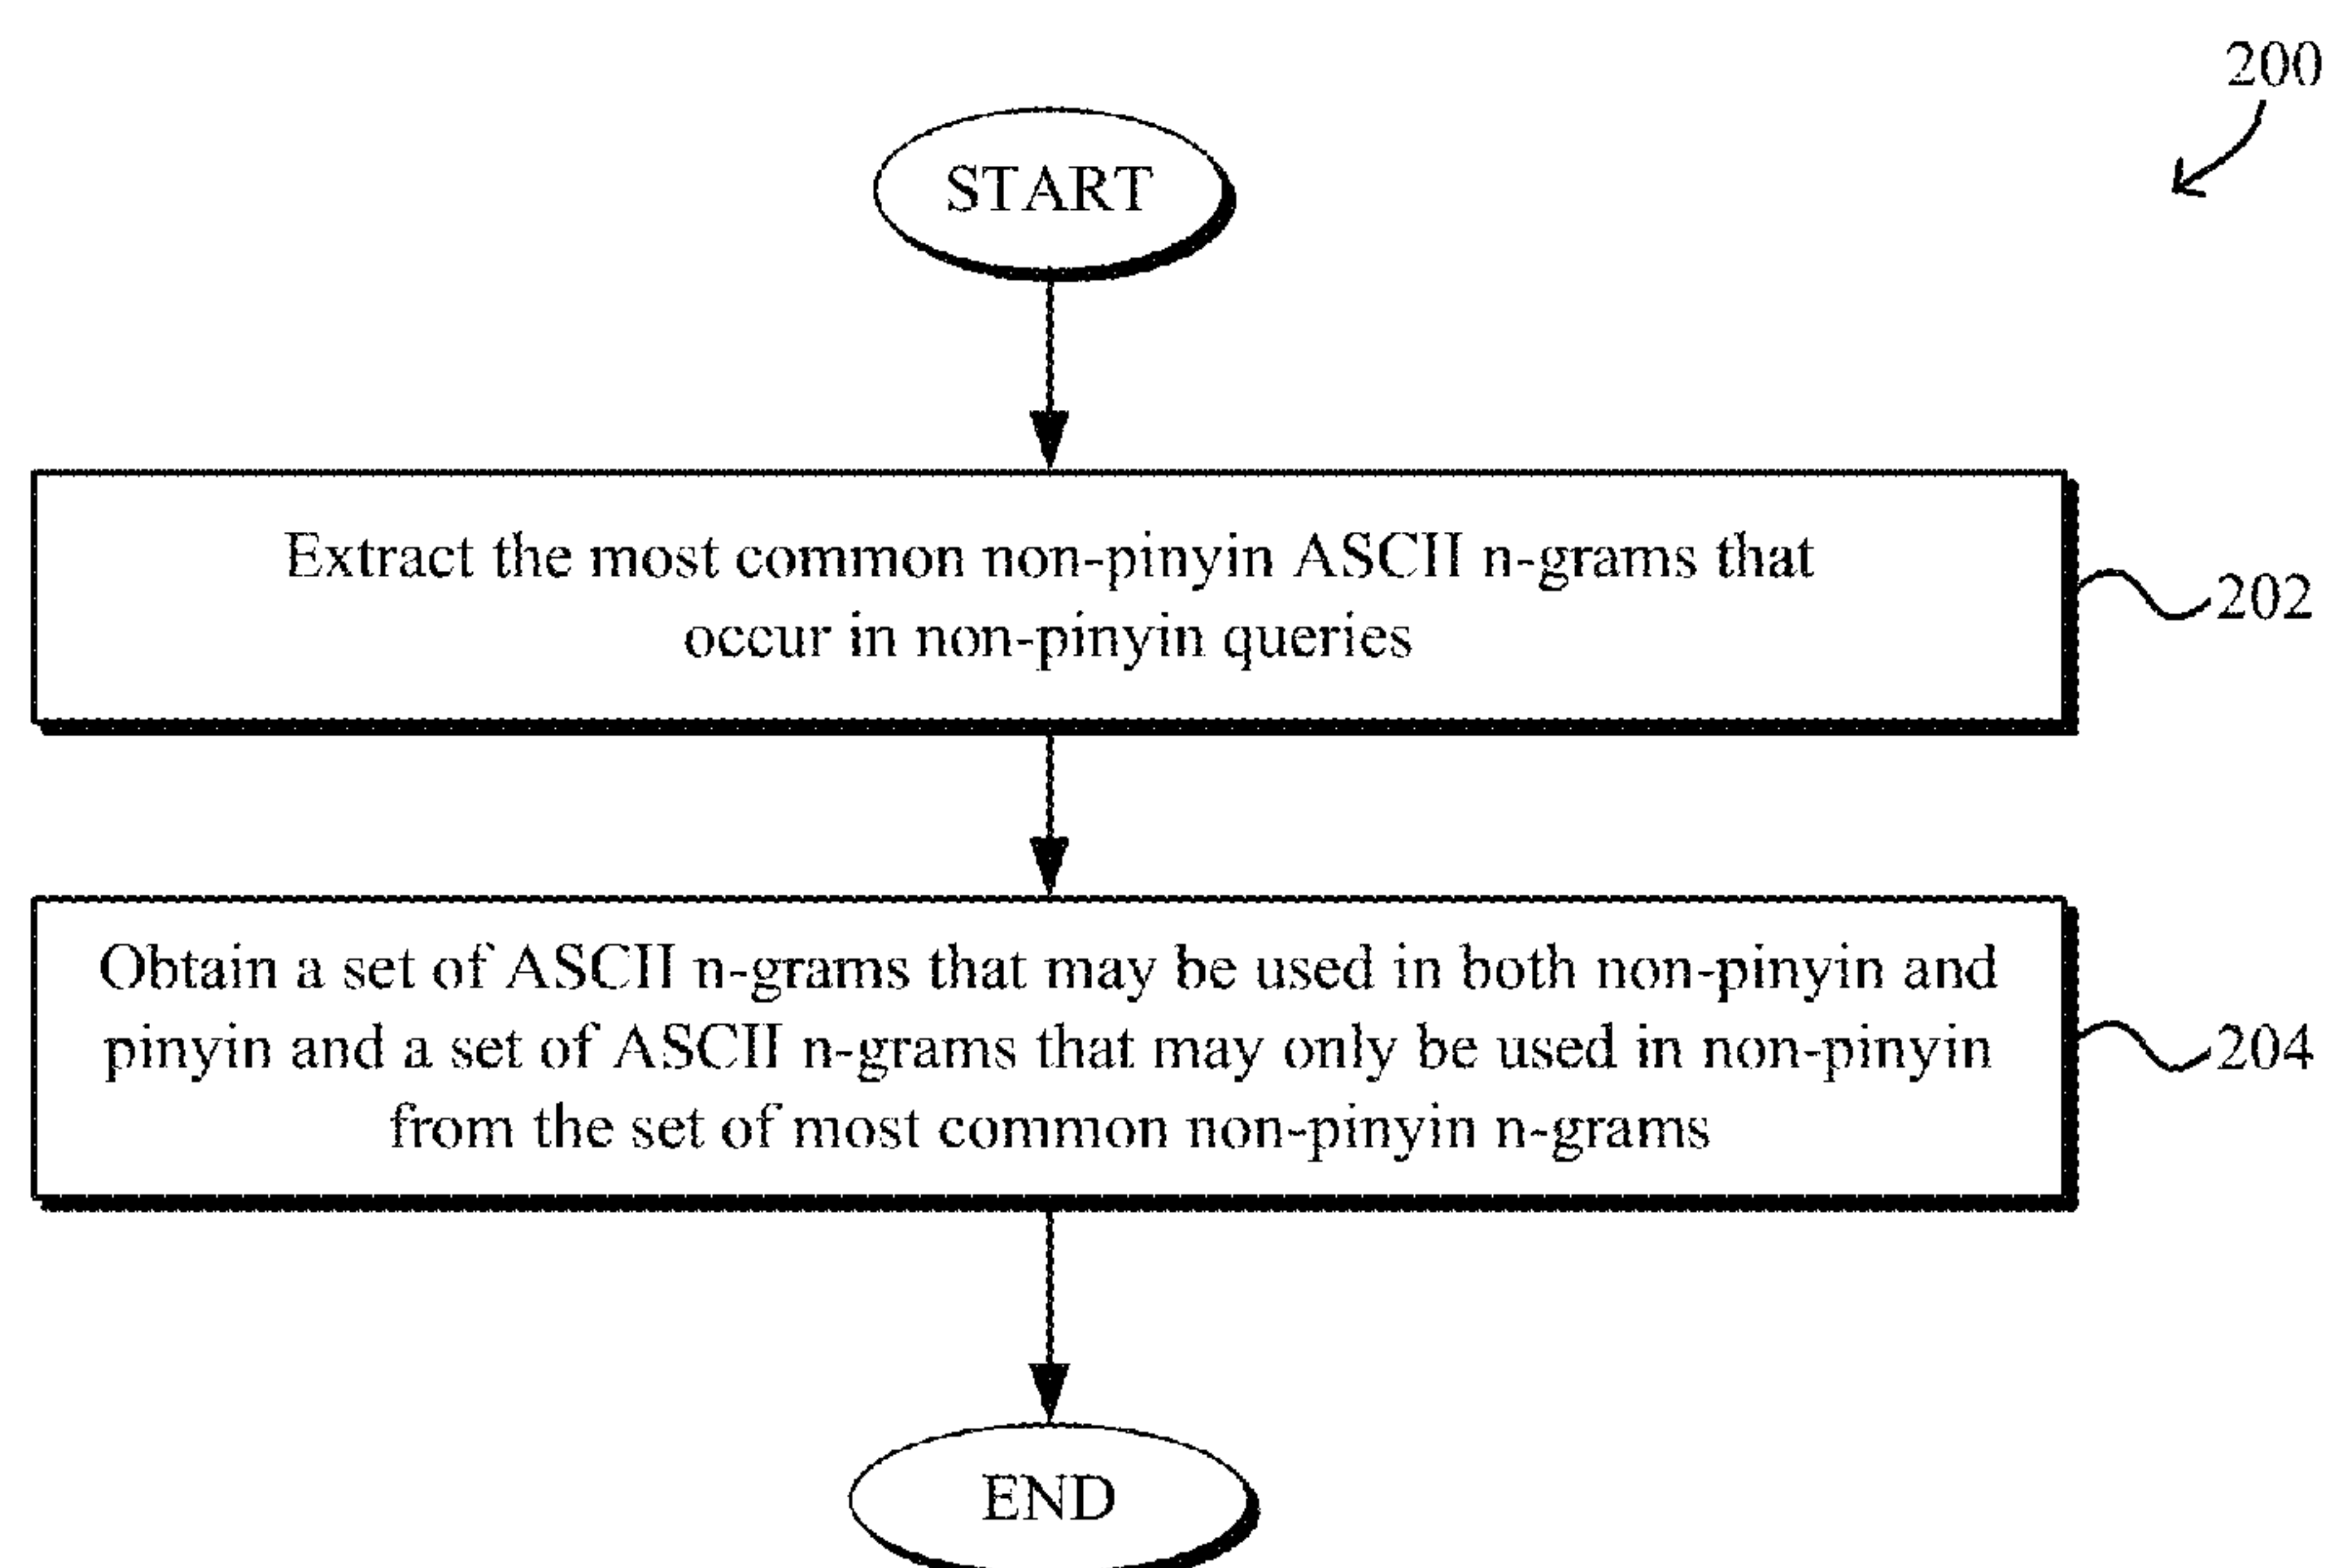 200
START
Extract the most common non-pinyin ASCII n-grams that
occur in non-pinyin queries
202
Obtain a set of ASCII n-grams that may be used in both non-pinyin and
pinyin and a set of ASCII n-grams that may only be used in non-pinyin
from the set of most common non-pinyin n-grams
204
END